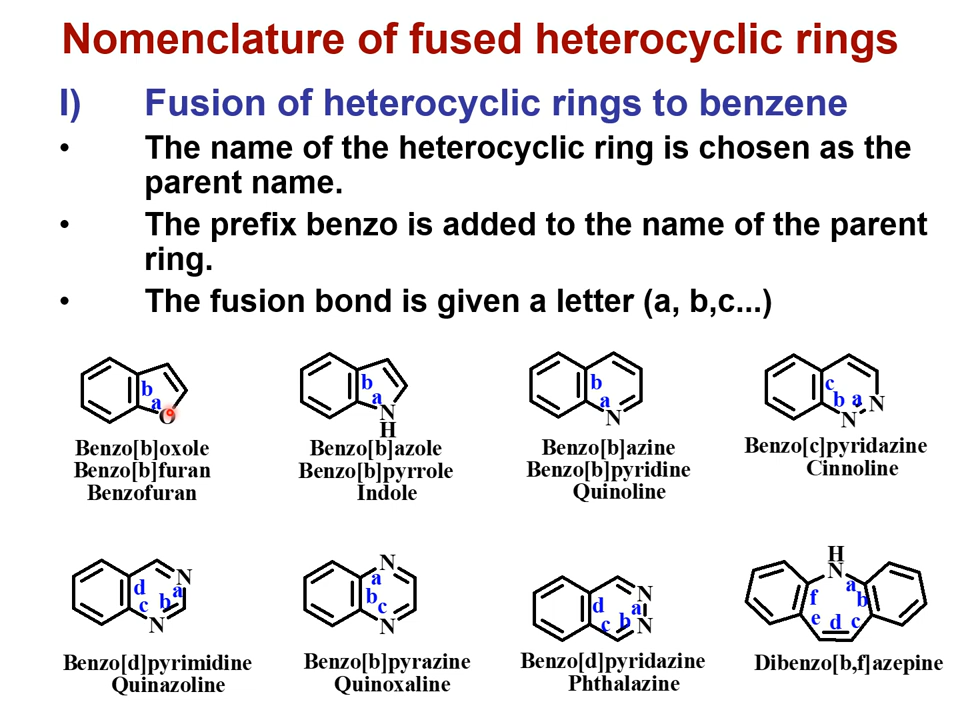 Nomenclature of fused heterocyclic rings
I) Fusion of heterocyclic rings to benzene
• The name of the heterocyclic ring is chosen as the
parent name.
• The prefix benzo is added to the name of the parent
ring.
• The fusion bond is given a letter (a, b,c...)
b
a
O
Benzo[b]oxole
Benzo[b]furan
Benzofuran
b
a
N
H
Benzo[b]azole
Benzo[b]pyrrole
Indole
b
a
N
Benzo[b]azine
Benzo[b]pyridine
Quinoline
c
b a N
N
Benzo[c]pyridazine
Cinnoline
N
d a
c b
N
Benzo[d]pyrimidine
Quinazoline
N
a
b
c
N
Benzo[b]pyrazine
Quinoxaline
N
d a
c b N
Benzo[d]pyridazine
Phthalazine
H
N
a
f b
e d c
Dibenzo[b,f]azepine